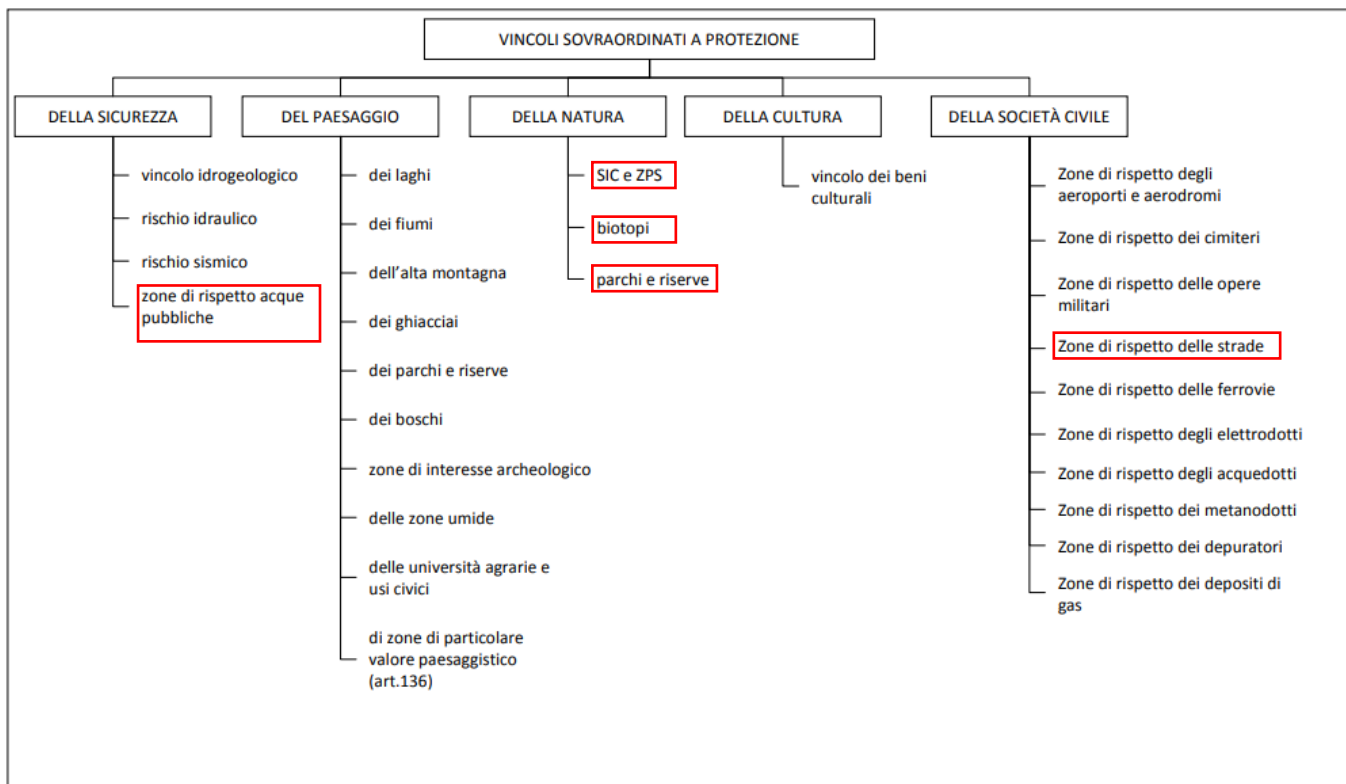 VINCOLI SOVRAORDINATI A PROTEZIONE
DELLA SICUREZZA
vincolo idrogeologico
rischio idraulico
rischio sismico
zone di rispetto acque
pubbliche
DEL PAESAGGIO
dei laghi
dei fiumi
dell'alta montagna
dei ghiacciai
dei parchi e riserve
dei boschi
zone di interesse archeologico
delle zone umide
delle università agrarie e
usi civici
di zone di particolare
valore paesaggistico
(art.136)
DELLA NATURA
SIC e ZPS
biotopi
parchi e riserve
DELLA CULTURA
vincolo dei beni
culturali
DELLA SOCIETÀ CIVILE
Zone di rispetto degli
aeroporti e aerodromi
Zone di rispetto dei cimiteri
Zone di rispetto delle opere
militari
Zone di rispetto delle strade
Zone di rispetto delle ferrovie
Zone di rispetto degli elettrodotti
Zone di rispetto degli acquedotti
Zone di rispetto dei metanodotti
Zone di rispetto dei depuratori
Zone di rispetto dei depositi di
gas